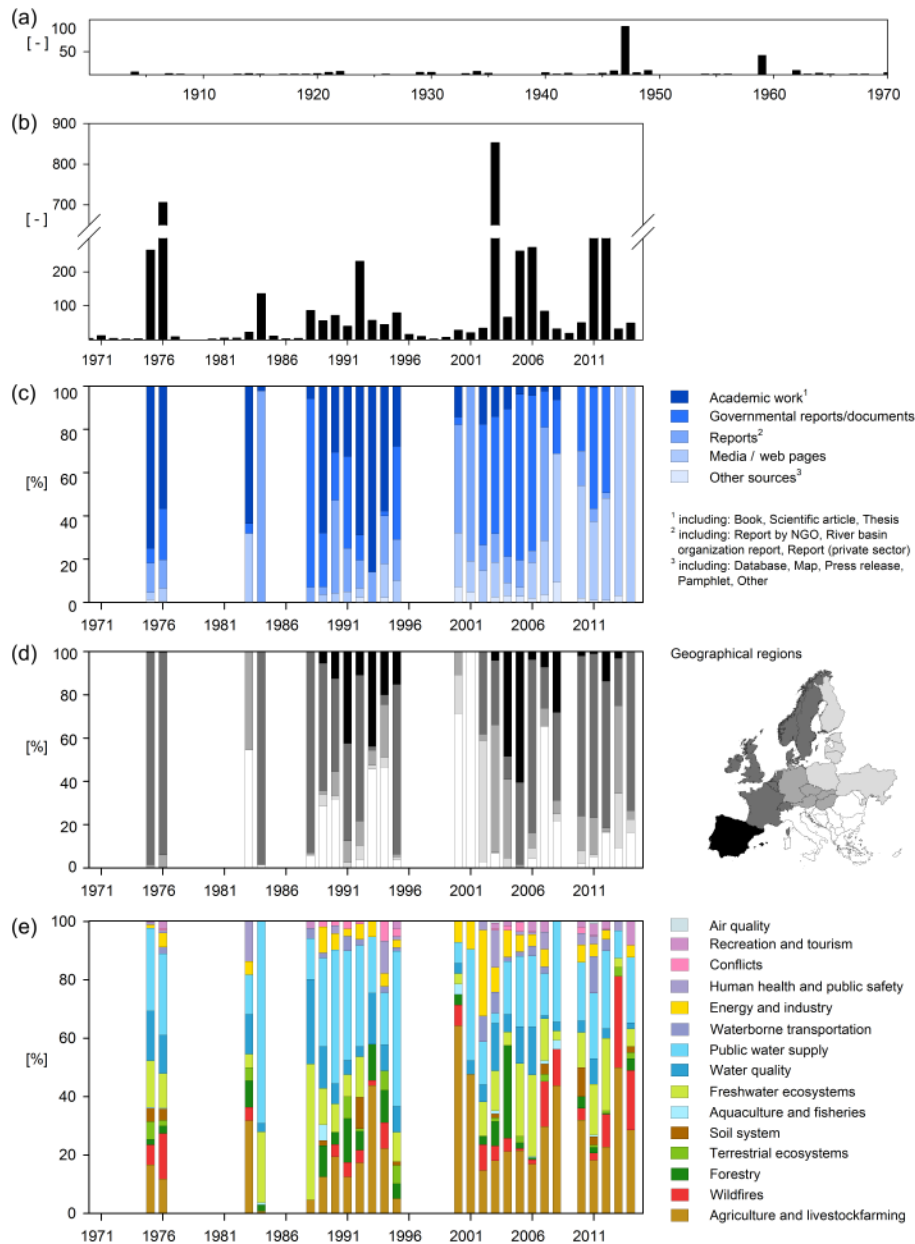 (a)
100
[ - ]
50
1910 1920 1930 1940 1950 1960 1970
(b)
900
800
700
[ - ]
200
100
1971 1976 1981 1986 1991 1996 2001 2006 2011
(c)
100
80
60
[%]
40
20
0
1971 1976 1981 1986 1991 1996 2001 2006 2011
Academic work1
Governmental reports/documents
Reports2
Media / web pages
Other sources3
1 including: Book, Scientific article, Thesis
2 including: Report by NGO, River basin
organization report, Report (private sector)
3 including: Database, Map, Press release,
Pamphlet, Other
(d)
100
80
60
[%]
40
20
0
1971 1976 1981 1986 1991 1996 2001 2006 2011
Geographical regions
(e)
100
80
60
[%]
40
20
0
1971 1976 1981 1986 1991 1996 2001 2006 2011
Air quality
Recreation and tourism
Conflicts
Human health and public safety
Energy and industry
Waterborne transportation
Public water supply
Water quality
Freshwater ecosystems
Aquaculture and fisheries
Soil system
Terrestrial ecosystems
Forestry
Wildfires
Agriculture and livestockfarming